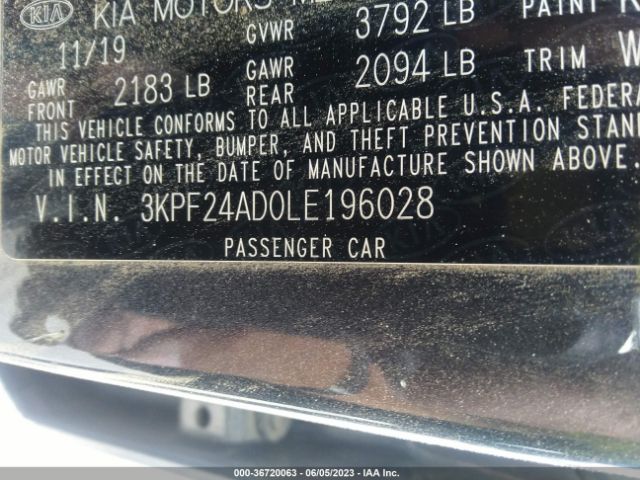 KIA KIA MOTORS
11/19 GVWR 3792 LB PAINT
GAWR FRONT 2183 LB GAWR REAR 2094 LB TRIM
THIS VEHICLE CONFORMS TO ALL APPLICABLE U.S.A. FEDERA
MOTOR VEHICLE SAFETY, BUMPER, AND THEFT PREVENTION STAN
IN EFFECT ON THE DATE OF MANUFACTURE SHOWN ABOVE.
V.I.N. 3KPF24AD0LE196028
PASSENGER CAR
000-36720063 - 06/05/2023 - IAA Inc.